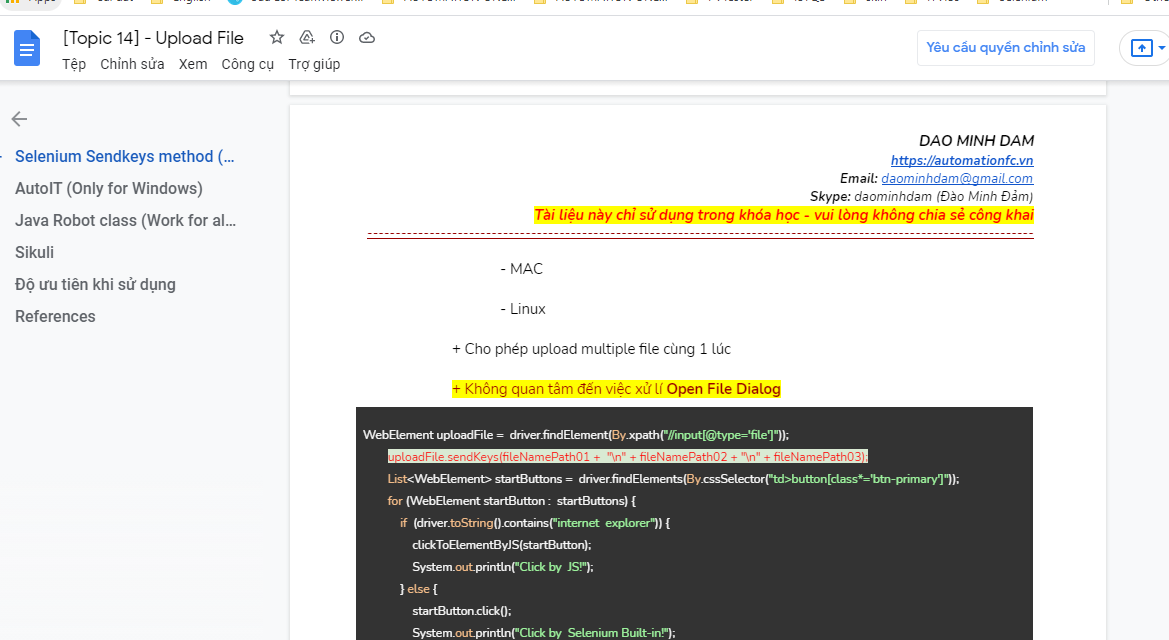 [Topic 14] - Upload File
Yêu cầu quyền chỉnh sửa
Tệp Chỉnh sửa Xem Công cụ Trợ giúp
Selenium Sendkeys method (...
AutoIT (Only for Windows)
Java Robot class (Work for al...
Sikuli
Độ ưu tiên khi sử dụng
References
DAO MINH DAM
https://automationfc.vn
Email: daominhdam@gmail.com
Skype: daominhdam (Đào Minh Đảm)
Tài liệu này chỉ sử dụng trong khóa học - vui lòng không chia sẻ công khai
- MAC
- Linux
+ Cho phép upload multiple file cùng 1 lúc
+ Không quan tâm đến việc xử lí Open File Dialog
WebElement uploadFile = driver.findElement(By.xpath("//input[@type='file']"));
uploadFile.sendKeys(fileNamePath01 + "\n" + fileNamePath02 + "\n" + fileNamePath03);
List<WebElement> startButtons = driver.findElements(By.cssSelector("td>button[class*='btn-primary']"));
for (WebElement startButton : startButtons) {
if (driver.toString().contains("internet explorer")) {
clickToElementByJS(startButton);
System.out.println("Click by JS!");
} else {
startButton.click();
System.out.println("Click by Selenium Built-in!");